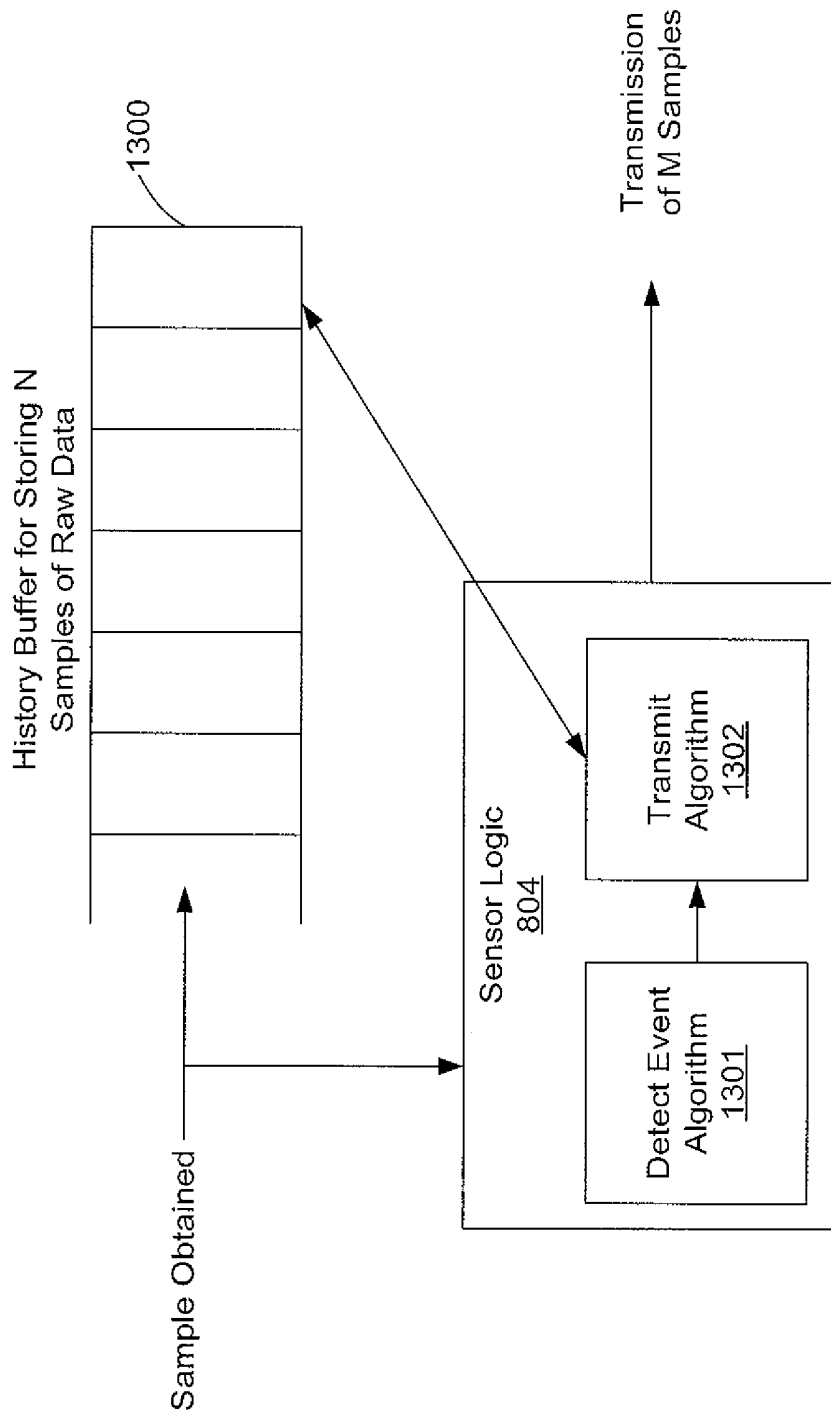 History Buffer for Storing N
Samples of Raw Data
1300
Sample Obtained
Sensor Logic
804
Detect Event
Algorithm
1301
Transmit
Algorithm
1302
Transmission
of M Samples